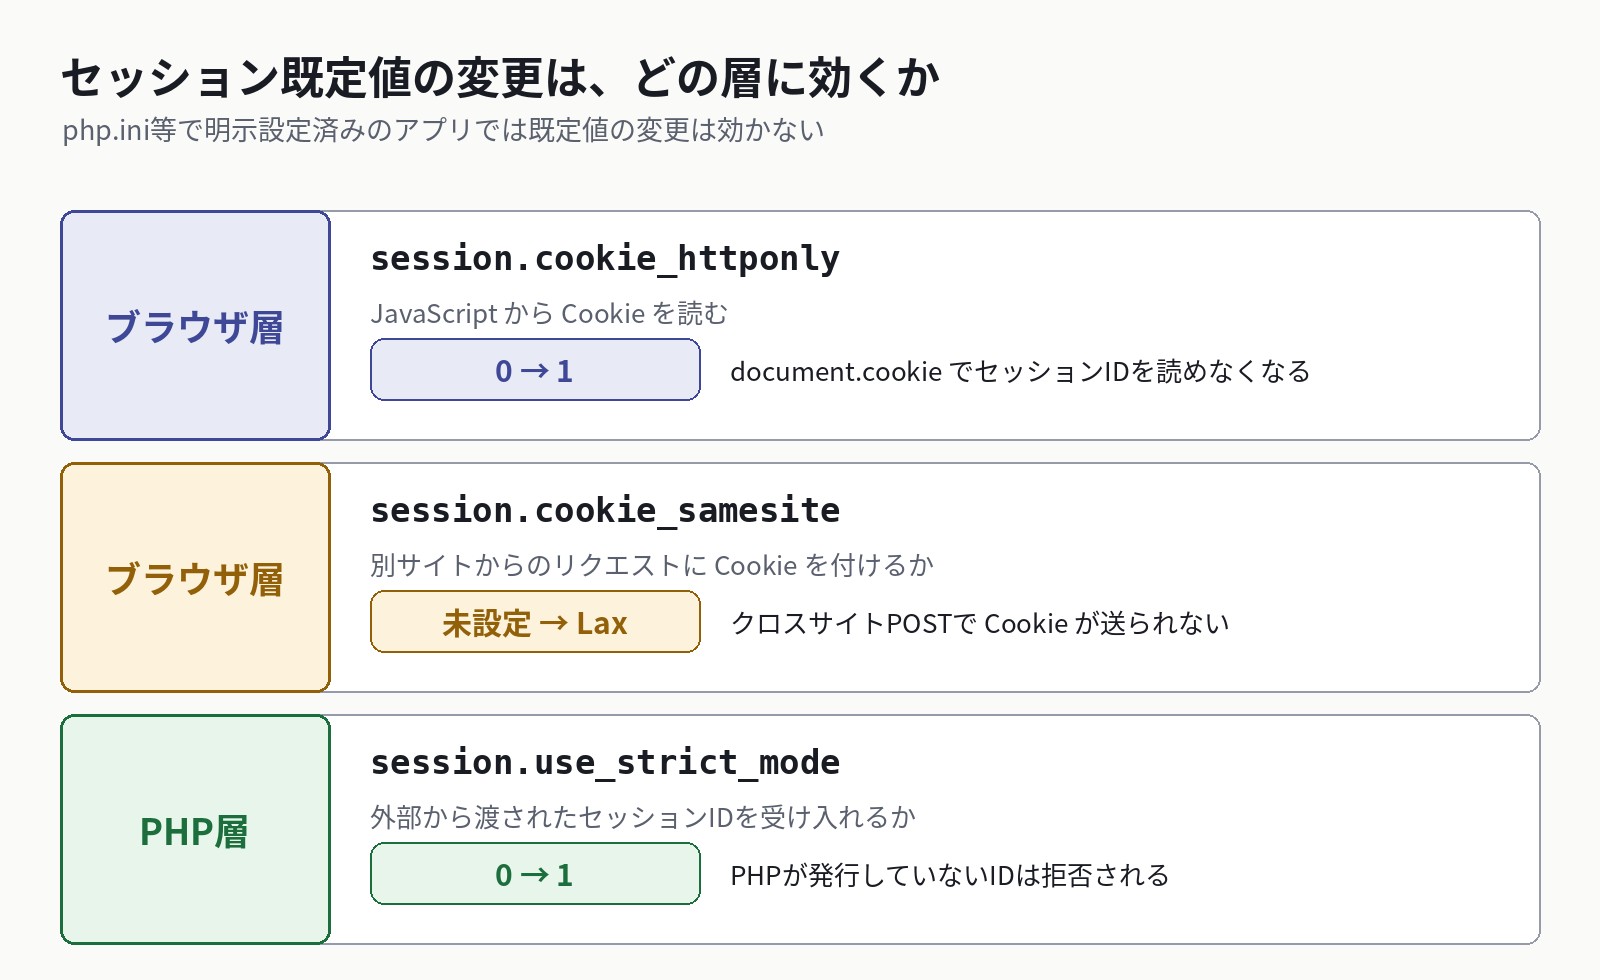 セッション既定値の変更は、どの層に効くか
php.ini等で明示設定済みのアプリでは既定値の変更は効かない
ブラウザ層
session.cookie_httponly
JavaScript から Cookie を読む
0 → 1
document.cookie でセッションIDを読めなくなる
ブラウザ層
session.cookie_samesite
別サイトからのリクエストに Cookie を付けるか
未設定 → Lax
クロスサイトPOSTで Cookie が送られない
PHP層
session.use_strict_mode
外部から渡されたセッションIDを受け入れるか
0 → 1
PHPが発行していないIDは拒否される